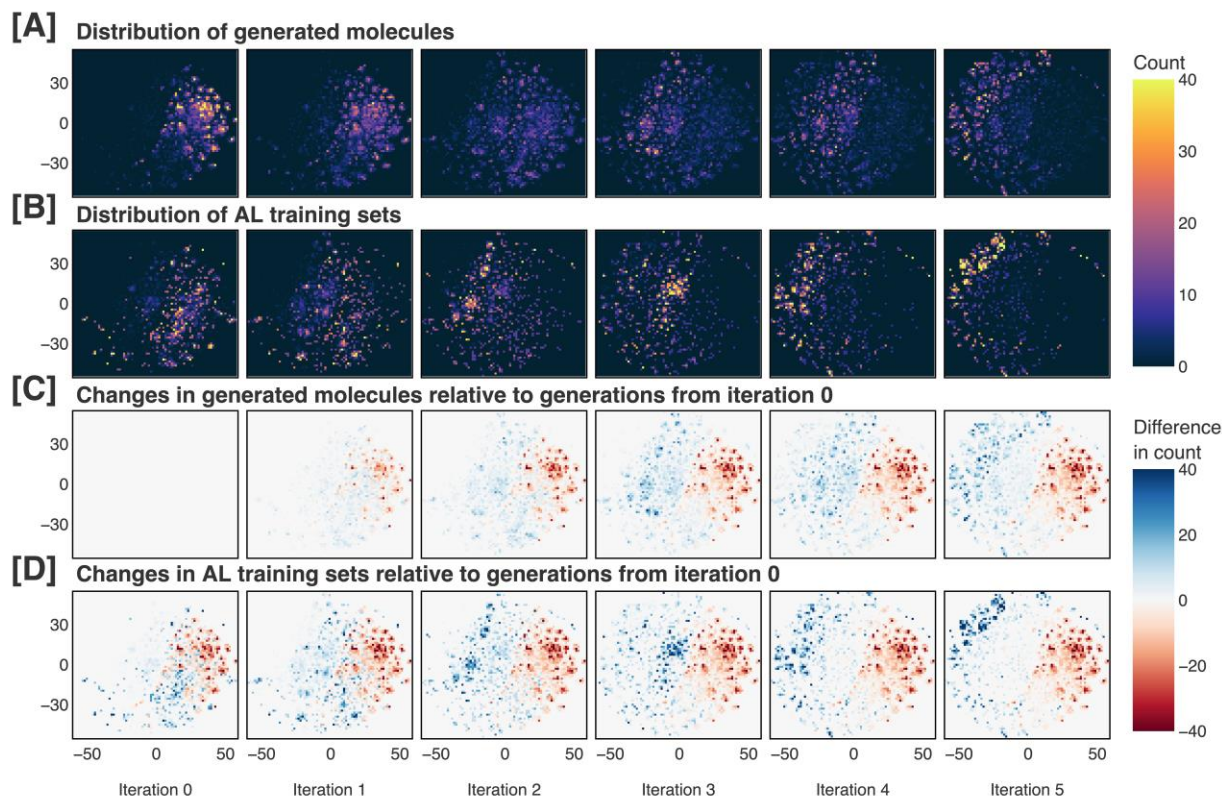 [A] Distribution of generated molecules
30
0
−30
Count
40
30
20
10
0
[B] Distribution of AL training sets
30
0
−30
[C] Changes in generated molecules relative to generations from iteration 0
30
0
−30
Difference
in count
40
20
0
−20
−40
[D] Changes in AL training sets relative to generations from iteration 0
30
0
−30
−50 0 50 −50 0 50 −50 0 50 −50 0 50 −50 0 50 −50 0 50
Iteration 0 Iteration 1 Iteration 2 Iteration 3 Iteration 4 Iteration 5